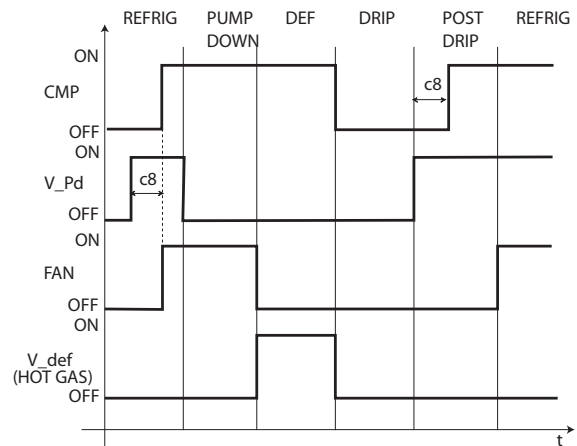 REFRIG PUMP DOWN DEF DRIP POST DRIP REFRIG
ON
CMP
c8
OFF
ON
V_Pd
c8
OFF
ON
FAN
OFF
ON
V_def
(HOT GAS)
OFF
t